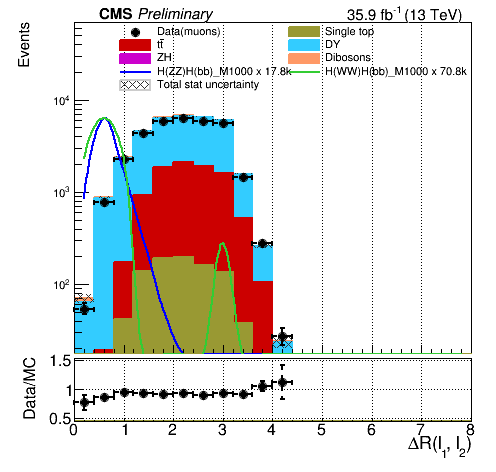 CMS Preliminary 35.9 fb⁻¹ (13 TeV)
Events
Data(muons) Single top
tt̄ DY
ZH Dibosons
H(ZZ)H(bb)_M1000 x 17.8k H(WW)H(bb)_M1000 x 70.8k
Total stat uncertainty
10⁴
10³
10²
Data/MC
1.5
1
0.5
0 1 2 3 4 5 6 7 8
ΔR(l₁, l₂)